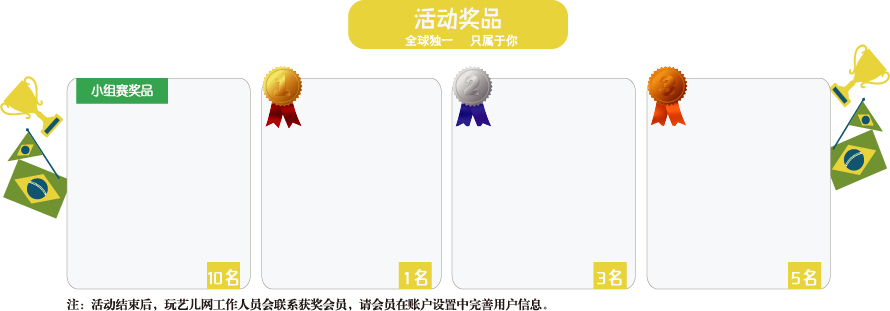 活动奖品
全球独一 只属于你
小组赛奖品
1
2
3
10名
1名
3名
5名
注：活动结束后，玩艺儿网工作人员会联系获奖会员，请会员在账户设置中完善用户信息。